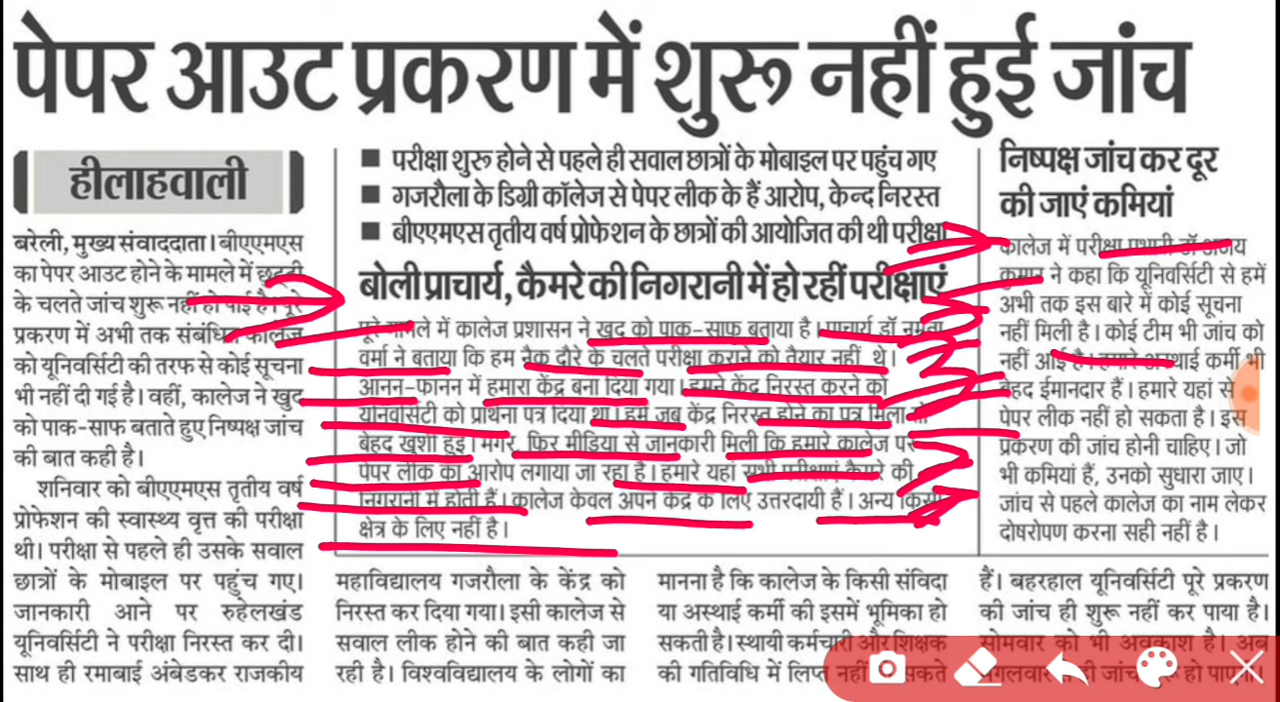 पेपर आउट प्रकरण में शुरू नहीं हुई जांच
हीलाहवाली
बरेली, मुख्य संवाददाता। बीएएमएस
का पेपर आउट होने के मामले में छुट्टी
के चलते जांच शुरू नहीं हो पाई है। पूरे
प्रकरण में अभी तक संबंधित कालेज
को यूनिवर्सिटी की तरफ से कोई सूचना
भी नहीं दी गई है। वहीं, कालेज ने खुद
को पाक-साफ बताते हुए निष्पक्ष जांच
की बात कही है।
शनिवार को बीएएमएस तृतीय वर्ष
प्रोफेशन की स्वास्थ्य वृत्त की परीक्षा
थी। परीक्षा से पहले ही उसके सवाल
छात्रों के मोबाइल पर पहुंच गए।
जानकारी आने पर रुहेलखंड
यूनिवर्सिटी ने परीक्षा निरस्त कर दी।
साथ ही रमाबाई अंबेडकर राजकीय
■ परीक्षा शुरू होने से पहले ही सवाल छात्रों के मोबाइल पर पहुंच गए
■ गजरौला के डिग्री कॉलेज से पेपर लीक के हैं आरोप, केन्द निरस्त
■ बीएएमएस तृतीय वर्ष प्रोफेशन के छात्रों की आयोजित की थी परीक्षा
बोली प्राचार्य, कैमरे की निगरानी में हो रहीं परीक्षाएं
पूरे मामले में कालेज प्रशासन ने खुद को पाक-साफ बताया है। प्राचार्य डॉ नम्रता
वर्मा ने बताया कि हम नैक दौरे के चलते परीक्षा कराने को तैयार नहीं थे।
आनन-फानन में हमारा केंद्र बना दिया गया। हमने केंद्र निरस्त करने को
यूनिवर्सिटी को प्रार्थना पत्र दिया था। हमें जब केंद्र निरस्त होने का पत्र मिला तो
बेहद खुशी हुई। मगर, फिर मीडिया से जानकारी मिली कि हमारे कालेज पर
पेपर लीक का आरोप लगाया जा रहा है। हमारे यहां सभी परीक्षाएं कैमरे की
निगरानी में होती हैं। कालेज केवल अपने केंद्र के लिए उत्तरदायी हैं। अन्य किसी
क्षेत्र के लिए नहीं है।
निष्पक्ष जांच कर दूर
की जाएं कमियां
कालेज में परीक्षा प्रभारी डॉ अजय
कुमार ने कहा कि यूनिवर्सिटी से हमें
अभी तक इस बारे में कोई सूचना
नहीं मिली है। कोई टीम भी जांच को
नहीं आई है। हमारे अस्थाई कर्मी भी
बेहद ईमानदार हैं। हमारे यहां से
पेपर लीक नहीं हो सकता है। इस
प्रकरण की जांच होनी चाहिए। जो
भी कमियां हैं, उनको सुधारा जाए।
जांच से पहले कालेज का नाम लेकर
दोषरोपण करना सही नहीं है।
महाविद्यालय गजरौला के केंद्र को
निरस्त कर दिया गया। इसी कालेज से
सवाल लीक होने की बात कही जा
रही है। विश्वविद्यालय के लोगों का
मानना है कि कालेज के किसी संविदा
या अस्थाई कर्मी की इसमें भूमिका हो
सकती है। स्थायी कर्मचारी और शिक्षक
की गतिविधि में लिप्त नहीं सकते
हैं। बहरहाल यूनिवर्सिटी पूरे प्रकरण
की जांच ही शुरू नहीं कर पाया है।
सोमवार को भी अवकाश है। अब
मंगलवार ही जांच हो पाएगी।